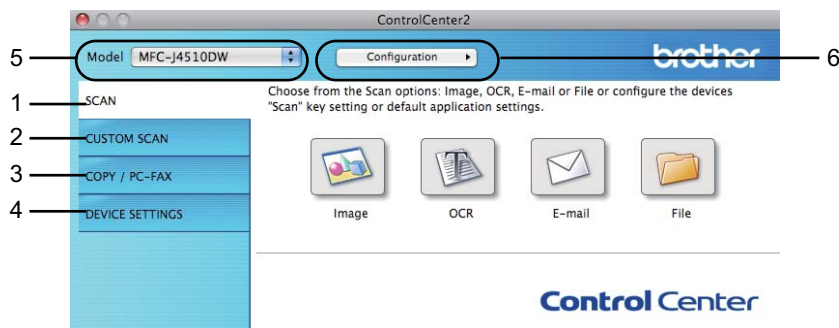 ControlCenter2
5 Model MFC-J4510DW Configuration 6
brother
1 SCAN
Choose from the Scan options: Image, OCR, E-mail or File or configure the devices
"Scan" key setting or default application settings.
2 CUSTOM SCAN
3 COPY / PC-FAX
4 DEVICE SETTINGS
Image OCR E-mail File
Control Center